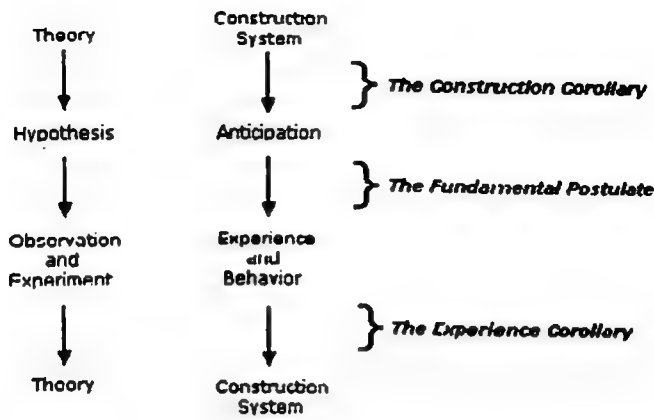 Theory
Construction
System
The Construction Corollary
Hypothesis
Anticipation
The Fundamental Postulate
Observation
and
Experiment
Experience
and
Behavior
The Experience Corollary
Theory
Construction
System